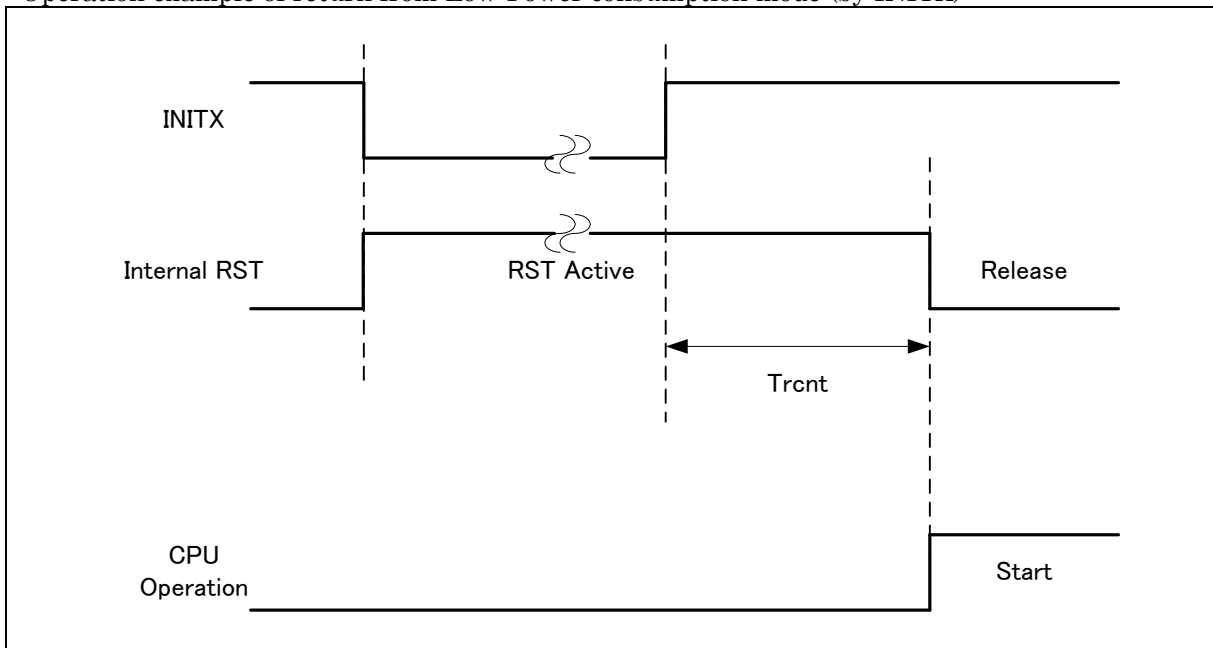 Operation example of return from Low-Power consumption mode (by INITX)
INITX
Internal RST
RST Active
Release
Trcnt
CPU
Operation
Start